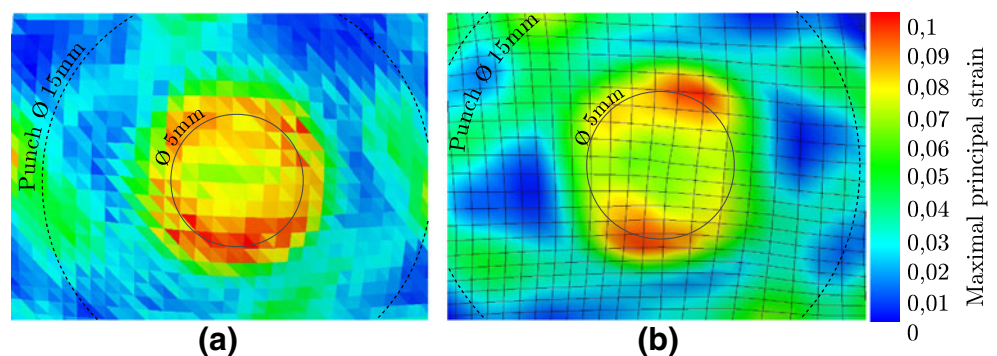 Punch Ø 15mm
Ø 5mm
(a)
Punch Ø 15mm
Ø 5mm
(b)
0,1
0,09
0,08
0,07
0,06
0,05
0,04
0,03
0,02
0,01
0
Maximal principal strain